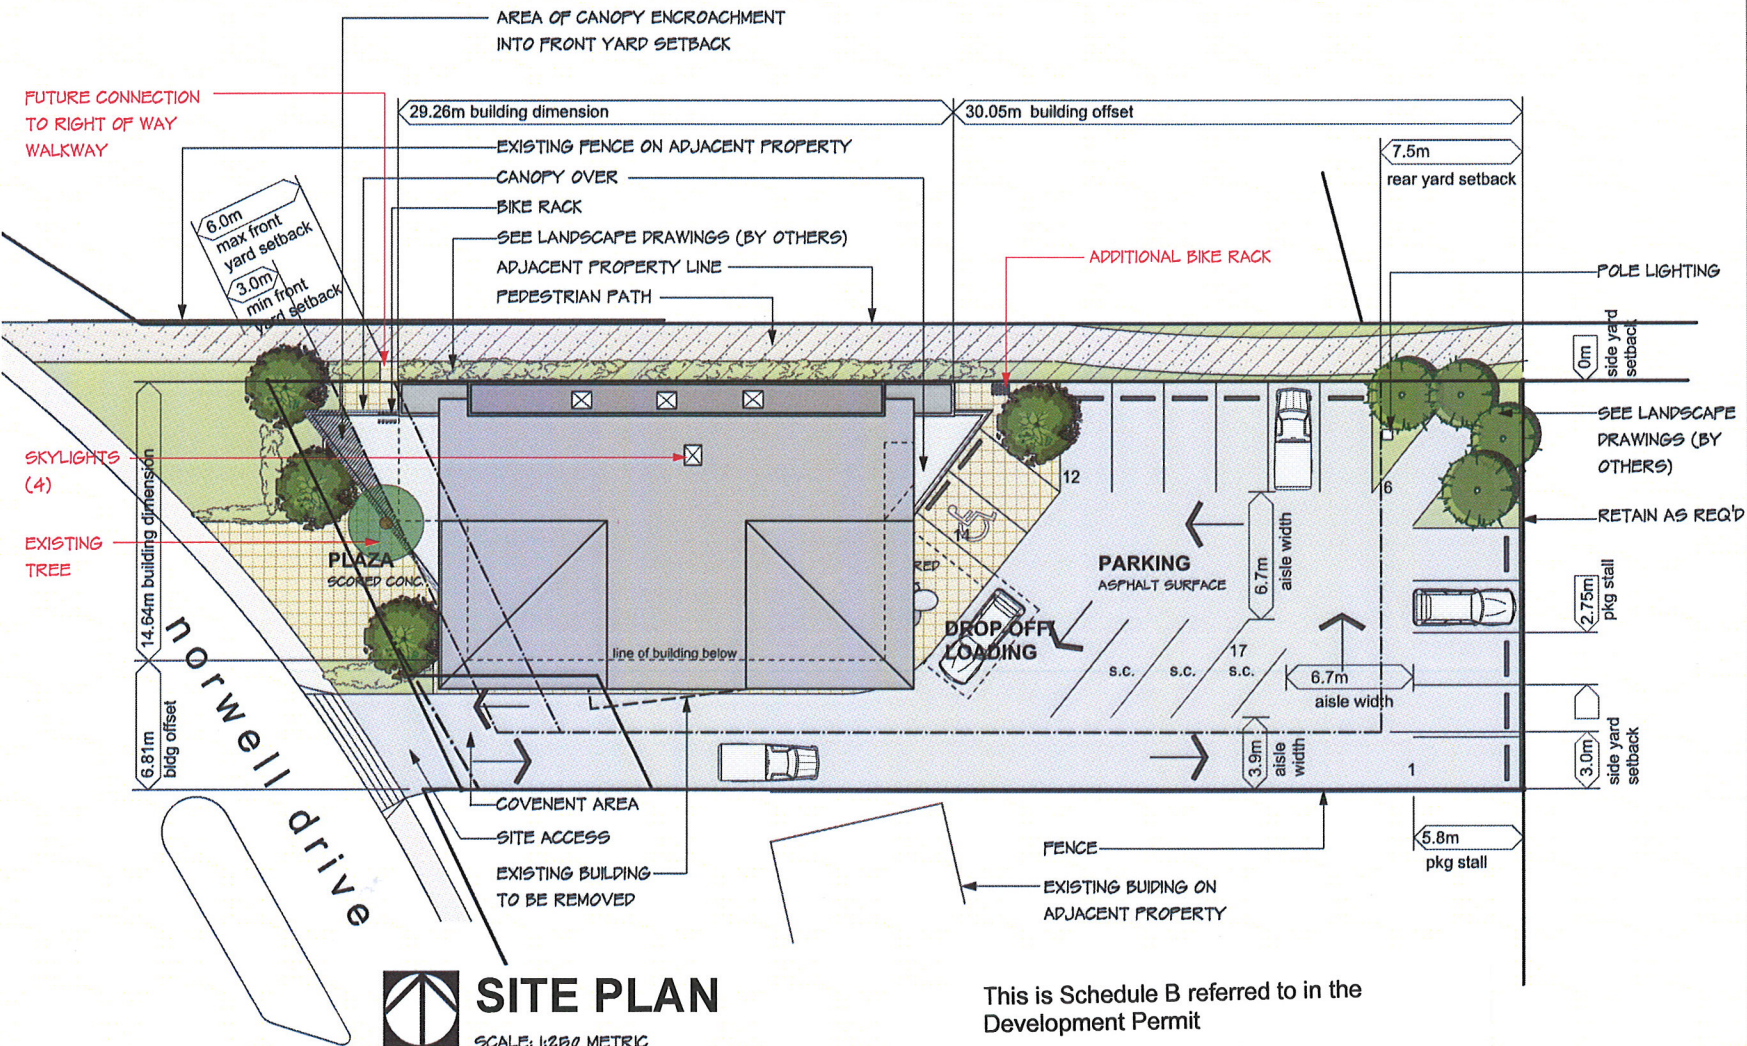 AREA OF CANOPY ENCROACHMENT
INTO FRONT YARD SETBACK
FUTURE CONNECTION
TO RIGHT OF WAY
WALKWAY
29.26m building dimension
30.05m building offset
EXISTING FENCE ON ADJACENT PROPERTY
CANOPY OVER
BIKE RACK
SEE LANDSCAPE DRAWINGS (BY OTHERS)
ADJACENT PROPERTY LINE
PEDESTRIAN PATH
7.5m
rear yard setback
6.0m
max front
yard setback
3.0m
min front
yard setback
ADDITIONAL BIKE RACK
POLE LIGHTING
0m
side yard
setback
SEE LANDSCAPE
DRAWINGS (BY
OTHERS)
RETAIN AS REQ'D
SKYLIGHTS
(4)
EXISTING
TREE
14.64m building dimension
6.81m
bldg offset
PLAZA
SCORED CONC.
12
6
14
RED
PARKING
ASPHALT SURFACE
6.7m
aisle width
2.75m
pkg stall
DROP OFF/
LOADING
line of building below
s.c.
s.c.
17
s.c.
6.7m
aisle width
3.9m
aisle
width
1
3.0m
side yard
setback
5.8m
pkg stall
norwell drive
COVENENT AREA
SITE ACCESS
EXISTING BUILDING
TO BE REMOVED
FENCE
EXISTING BUIDING ON
ADJACENT PROPERTY
SITE PLAN
SCALE: 1:250 METRIC
This is Schedule B referred to in the
Development Permit